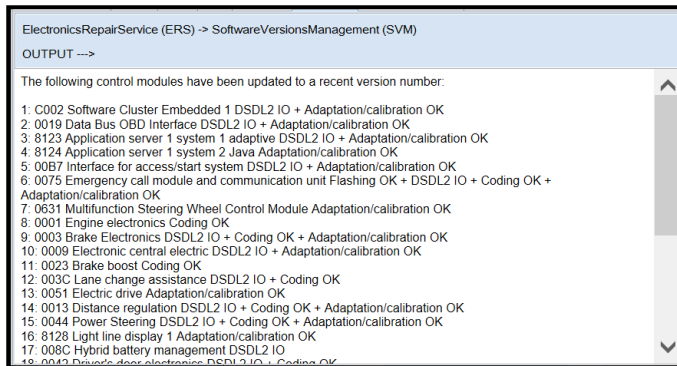 ElectronicsRepairService (ERS) -> SoftwareVersionsManagement (SVM)
OUTPUT --->
The following control modules have been updated to a recent version number:
1: C002 Software Cluster Embedded 1 DSDL2 IO + Adaptation/calibration OK
2: 0019 Data Bus OBD Interface DSDL2 IO + Adaptation/calibration OK
3: 8123 Application server 1 system 1 adaptive DSDL2 IO + Adaptation/calibration OK
4: 8124 Application server 1 system 2 Java Adaptation/calibration OK
5: 00B7 Interface for access/start system DSDL2 IO + Adaptation/calibration OK
6: 0075 Emergency call module and communication unit Flashing OK + DSDL2 IO + Coding OK +
Adaptation/calibration OK
7: 0631 Multifunction Steering Wheel Control Module Adaptation/calibration OK
8: 0001 Engine electronics Coding OK
9: 0003 Brake Electronics DSDL2 IO + Coding OK + Adaptation/calibration OK
10: 0009 Electronic central electric DSDL2 IO + Adaptation/calibration OK
11: 0023 Brake boost Coding OK
12: 003C Lane change assistance DSDL2 IO + Coding OK
13: 0051 Electric drive Adaptation/calibration OK
14: 0013 Distance regulation DSDL2 IO + Coding OK + Adaptation/calibration OK
15: 0044 Power Steering DSDL2 IO + Coding OK + Adaptation/calibration OK
16: 8128 Light line display 1 Adaptation/calibration OK
17: 008C Hybrid battery management DSDL2 IO
18: 0042 Driver's door electronics DSDL2 IO + Coding OK